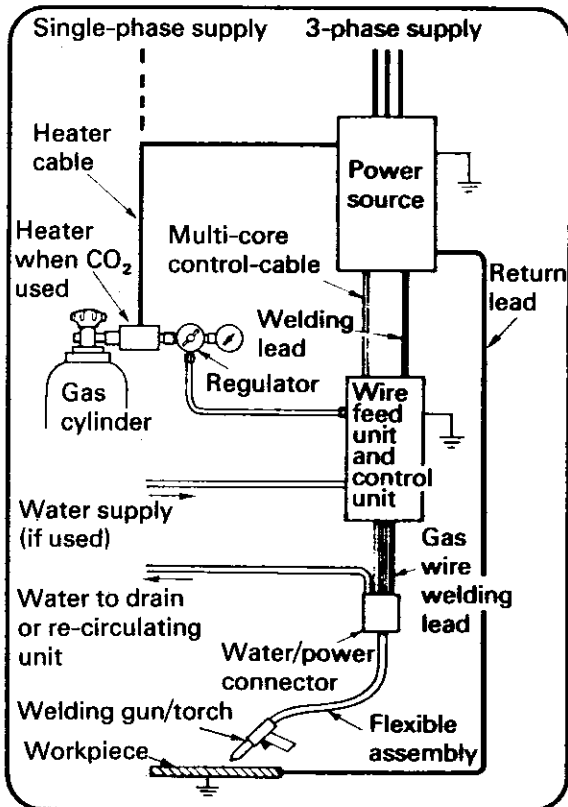 Single-phase supply
3-phase supply
Heater
cable
Power
source
Heater
when CO₂
used
Multi-core
control-cable
Return
lead
Welding
lead
Regulator
Gas
cylinder
Wire
feed
unit
and
control
unit
Water supply
(if used)
Gas
wire
welding
lead
Water to drain
or re-circulating
unit
Water/power
connector
Welding gun/torch
Flexible
assembly
Workpiece